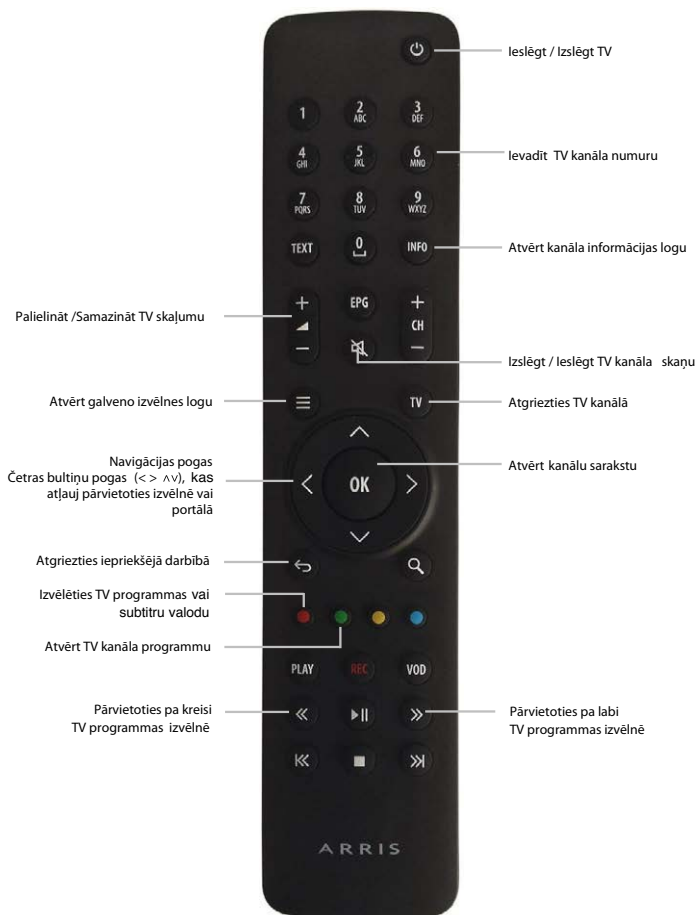 Ieslēgt / Izslēgt TV
1
2
ABC
3
DEF
4
GHI
5
JKL
6
MNO
Ievadīt TV kanāla numuru
7
PQRS
8
TUV
9
WXYZ
TEXT
0
INFO
Atvērt kanāla informācijas logu
+
EPG
+
Palielināt /Samazināt TV skaļumu
CH
−
−
Izslēgt / Ieslēgt TV kanāla skaņu
Atvērt galveno izvēlnes logu
TV
Atgriezties TV kanālā
Navigācijas pogas
Četras bultiņu pogas (< > ∧∨), kas
atļauj pārvietoties izvēlnē vai
portālā
OK
Atvērt kanālu sarakstu
Atgriezties iepriekšējā darbībā
Izvēlēties TV programmas vai
subtitru valodu
Atvērt TV kanāla programmu
PLAY
REC
VOD
Pārvietoties pa kreisi
TV programmas izvēlnē
Pārvietoties pa labi
TV programmas izvēlnē
ARRIS